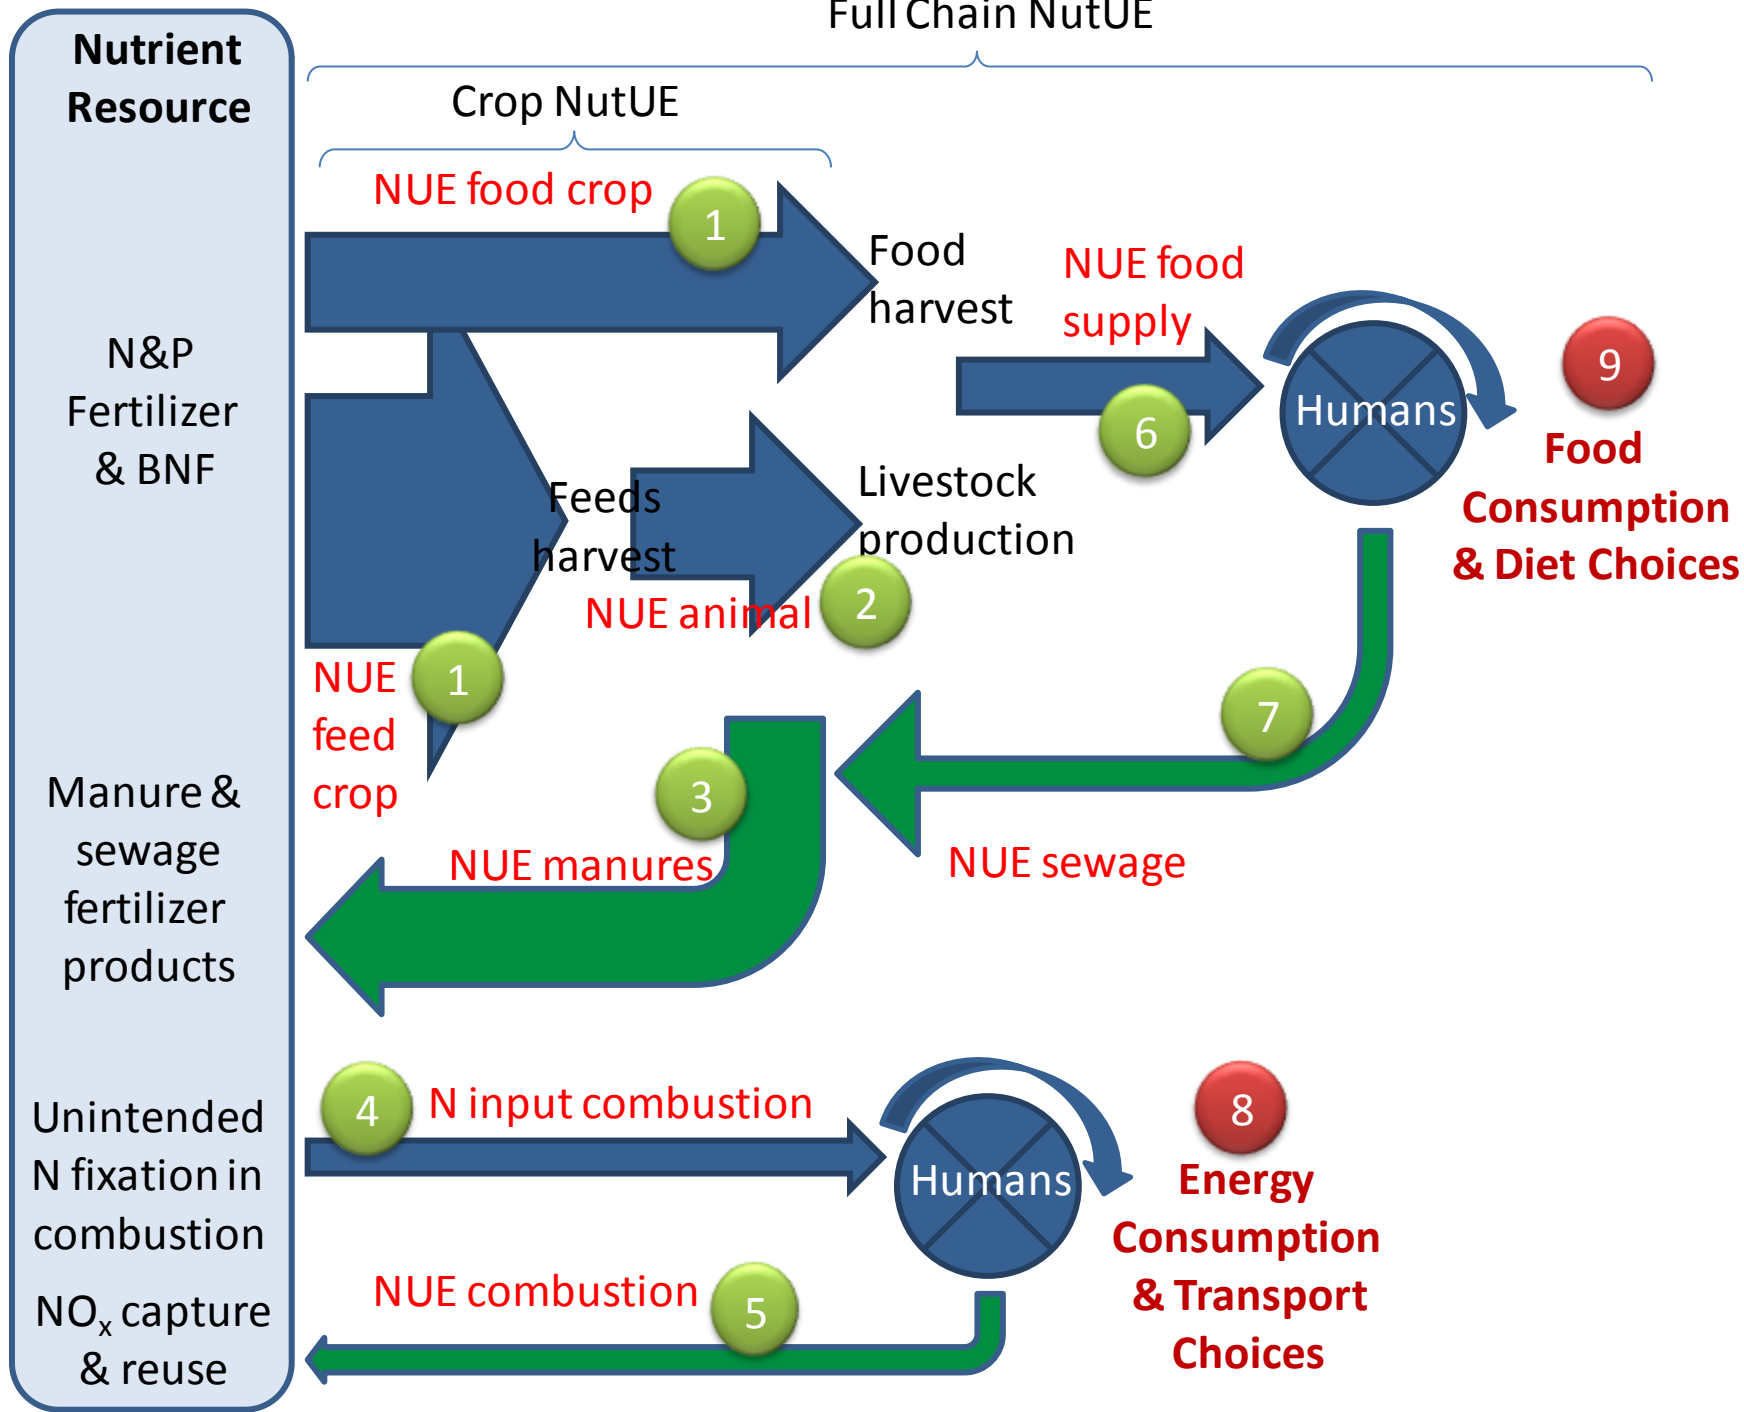 Full Chain NutUE
Nutrient
Resource
Crop NutUE
NUE food crop
1
Food
harvest
NUE food
supply
6
Humans
9
Food
Consumption
& Diet Choices
N&P
Fertilizer
& BNF
Feeds
harvest
Livestock
production
NUE animal
2
NUE
feed
crop
1
7
Manure &
sewage
fertilizer
products
3
NUE manures
NUE sewage
Unintended
N fixation in
combustion
4
N input combustion
Humans
8
Energy
Consumption
& Transport
Choices
NUE combustion
5
NOₓ capture
& reuse